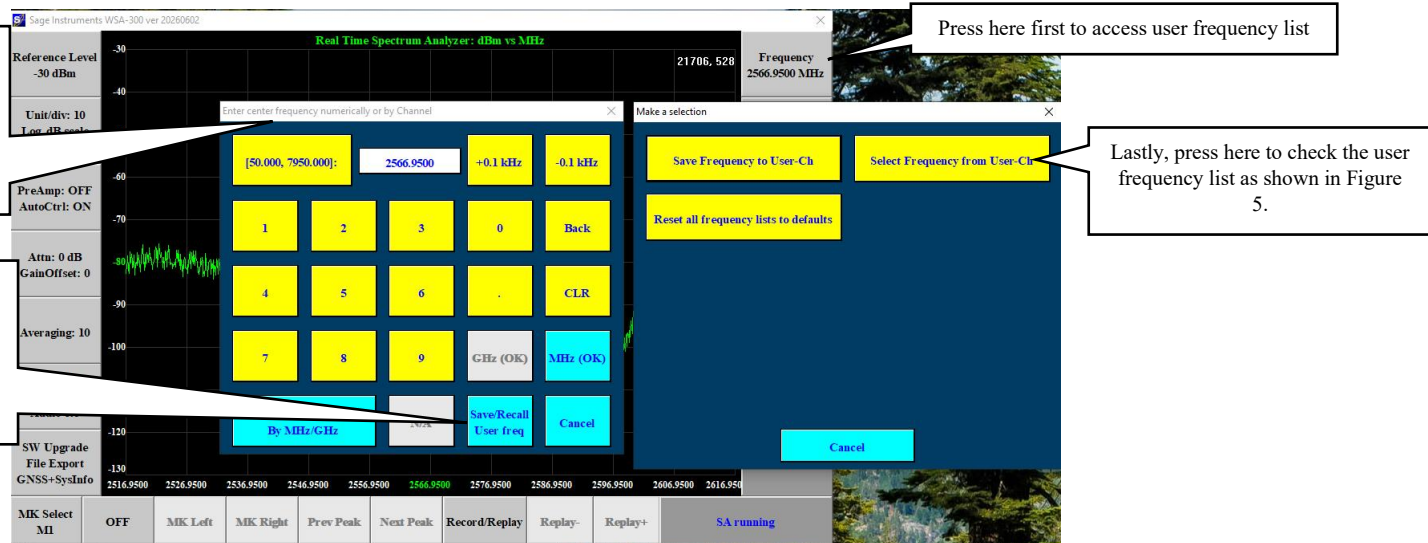 Sage Instruments WSA-300 ver 20260602
Press here first to access user frequency list
Real Time Spectrum Analyzer: dBm vs MHz
Reference Level
-30 dBm
-30
21706, 528
Frequency
2566.9500 MHz
-40
Unit/div: 10
Log-dB scale
Enter center frequency numerically or by Channel
Make a selection
[50.000, 7950.000]:
2566.9500
+0.1 kHz
-0.1 kHz
Save Frequency to User-Ch
Select Frequency from User-Ch
Lastly, press here to check the user
frequency list as shown in Figure
5.
-60
PreAmp: OFF
AutoCtrl: ON
-70
1
2
3
0
Back
Reset all frequency lists to defaults
Attn: 0 dB
GainOffset: 0
-80
4
5
6
.
CLR
-90
Averaging: 10
-100
7
8
9
GHz (OK)
MHz (OK)
By MHz/GHz
N/A
Save/Recall
User freq
Cancel
Cancel
-120
SW Upgrade
File Export
GNSS+SysInfo
-130
2516.9500 2526.9500 2536.9500 2546.9500 2556.9500 2566.9500 2576.9500 2586.9500 2596.9500 2606.9500 2616.950
MK Select
M1
OFF
MK Left
MK Right
Prev Peak
Next Peak
Record/Replay
Replay-
Replay+
SA running